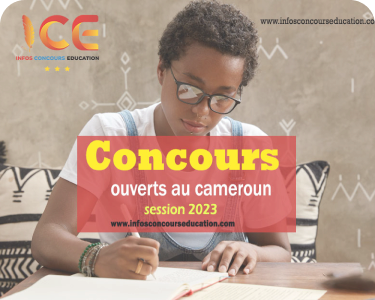 www.infosconcourseducation.com
ICE
INFOS CONCOURS EDUCATION
Concours
ouverts au cameroun
session 2023
www.infosconcourseducation.com